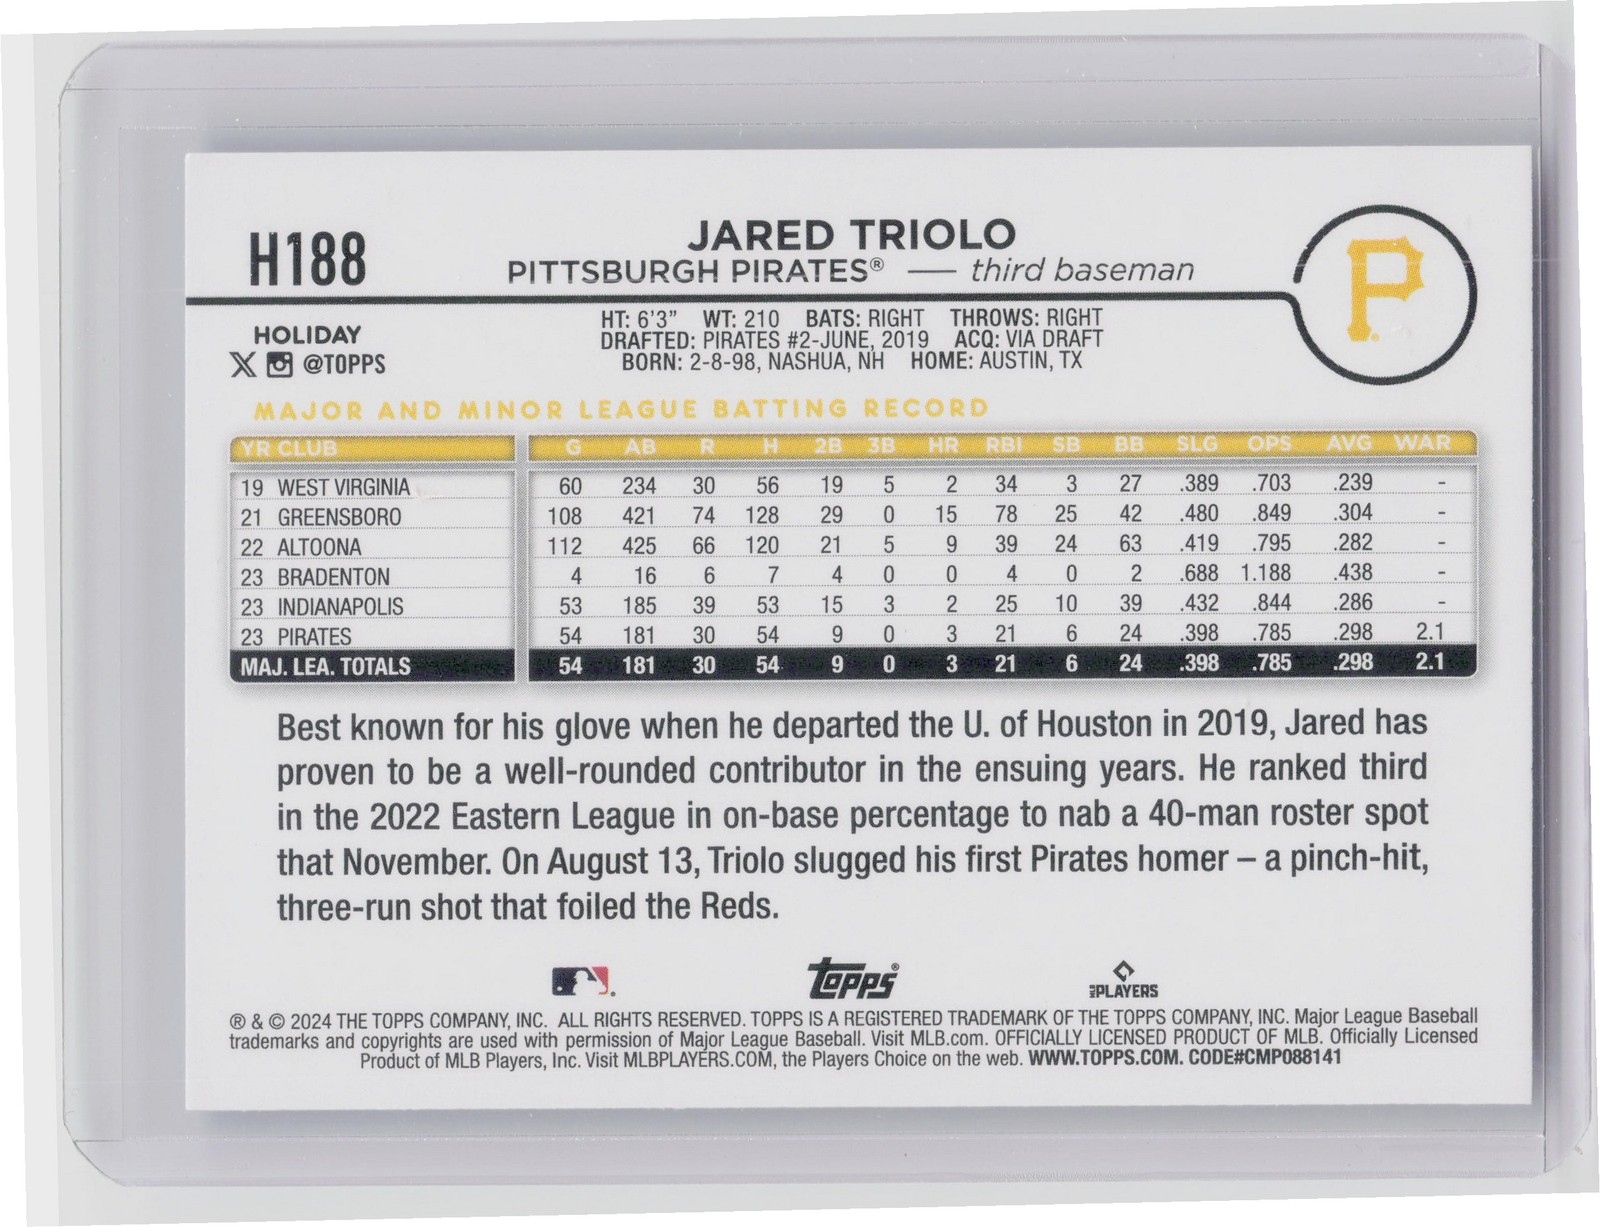 H188
JARED TRIOLO
PITTSBURGH PIRATES® — third baseman
P
HOLIDAY
@TOPPS
HT: 6'3" WT: 210 BATS: RIGHT THROWS: RIGHT
DRAFTED: PIRATES #2-JUNE, 2019 ACQ: VIA DRAFT
BORN: 2-8-98, NASHUA, NH HOME: AUSTIN, TX
MAJOR AND MINOR LEAGUE BATTING RECORD
YR CLUB G AB R H 2B 3B HR RBI SB BB SLG OPS AVG WAR
19 WEST VIRGINIA 60 234 30 56 19 5 2 34 3 27 .389 .703 .239 -
21 GREENSBORO 108 421 74 128 29 0 15 78 25 42 .480 .849 .304 -
22 ALTOONA 112 425 66 120 21 5 9 39 24 63 .419 .795 .282 -
23 BRADENTON 4 16 6 7 4 0 0 4 0 2 .688 1.188 .438 -
23 INDIANAPOLIS 53 185 39 53 15 3 2 25 10 39 .432 .844 .286 -
23 PIRATES 54 181 30 54 9 0 3 21 6 24 .398 .785 .298 2.1
MAJ. LEA. TOTALS 54 181 30 54 9 0 3 21 6 24 .398 .785 .298 2.1
Best known for his glove when he departed the U. of Houston in 2019, Jared has
proven to be a well-rounded contributor in the ensuing years. He ranked third
in the 2022 Eastern League in on-base percentage to nab a 40-man roster spot
that November. On August 13, Triolo slugged his first Pirates homer – a pinch-hit,
three-run shot that foiled the Reds.
Topps®
MLB PLAYERS
® & © 2024 THE TOPPS COMPANY, INC. ALL RIGHTS RESERVED. TOPPS IS A REGISTERED TRADEMARK OF THE TOPPS COMPANY, INC. Major League Baseball
trademarks and copyrights are used with permission of Major League Baseball. Visit MLB.com. OFFICIALLY LICENSED PRODUCT OF MLB. Officially Licensed
Product of MLB Players, Inc. Visit MLBPLAYERS.COM, the Players Choice on the web. WWW.TOPPS.COM. CODE#CMP088141